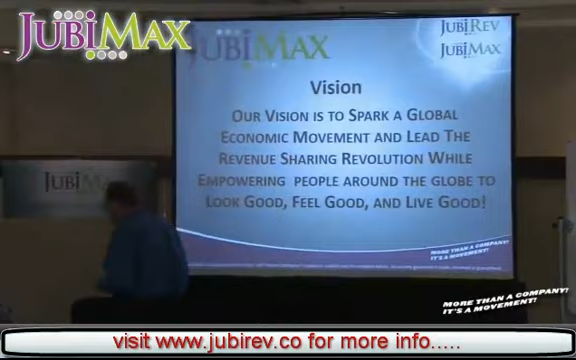 JUBIMAX
JUBIMAX
JUBIREV
JUBIMAX
Vision
OUR VISION IS TO SPARK A GLOBAL
ECONOMIC MOVEMENT AND LEAD THE
REVENUE SHARING REVOLUTION WHILE
EMPOWERING PEOPLE AROUND THE GLOBE TO
LOOK GOOD, FEEL GOOD, AND LIVE GOOD!
JUBIMAX
MORE THAN A COMPANY!
IT'S A MOVEMENT!
MORE THAN A COMPANY!
IT'S A MOVEMENT!
visit www.jubirev.co for more info.....